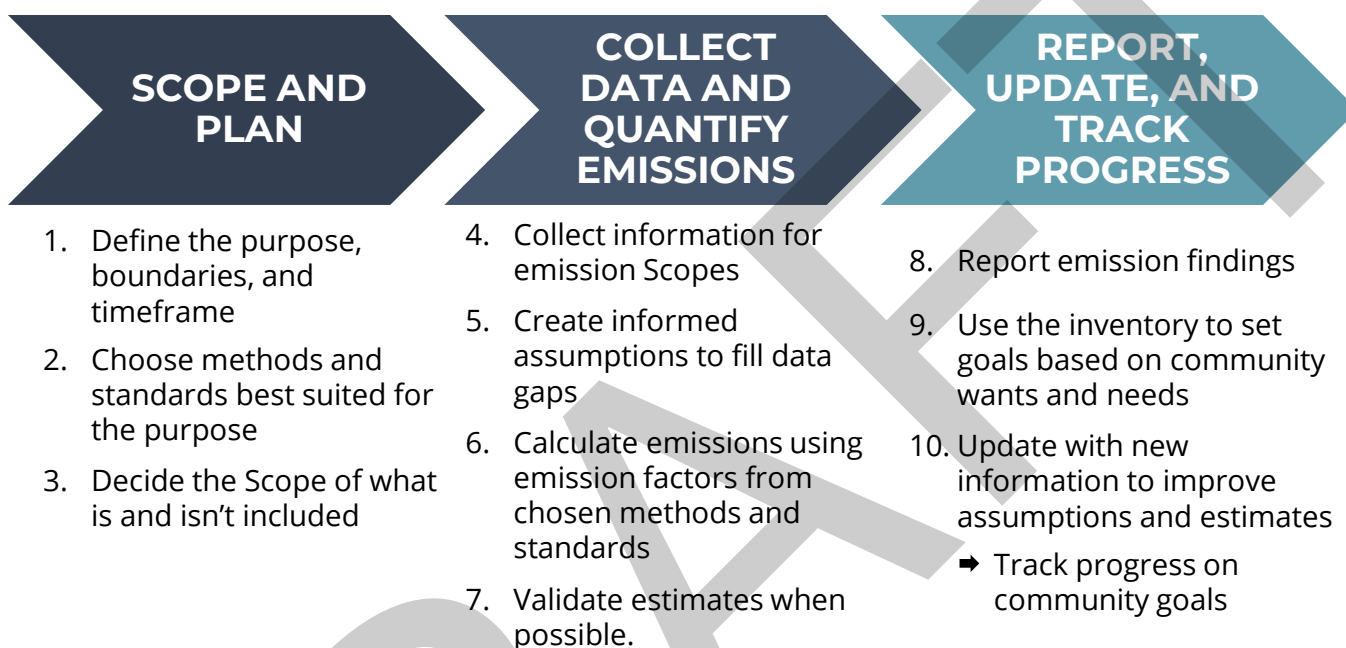 SCOPE AND
PLAN
1. Define the purpose,
boundaries, and
timeframe
2. Choose methods and
standards best suited for
the purpose
3. Decide the Scope of what
is and isn’t included
COLLECT
DATA AND
QUANTIFY
EMISSIONS
4. Collect information for
emission Scopes
5. Create informed
assumptions to fill data
gaps
6. Calculate emissions using
emission factors from
chosen methods and
standards
7. Validate estimates when
possible.
REPORT,
UPDATE, AND
TRACK
PROGRESS
8. Report emission findings
9. Use the inventory to set
goals based on community
wants and needs
10. Update with new
information to improve
assumptions and estimates
➡ Track progress on
community goals